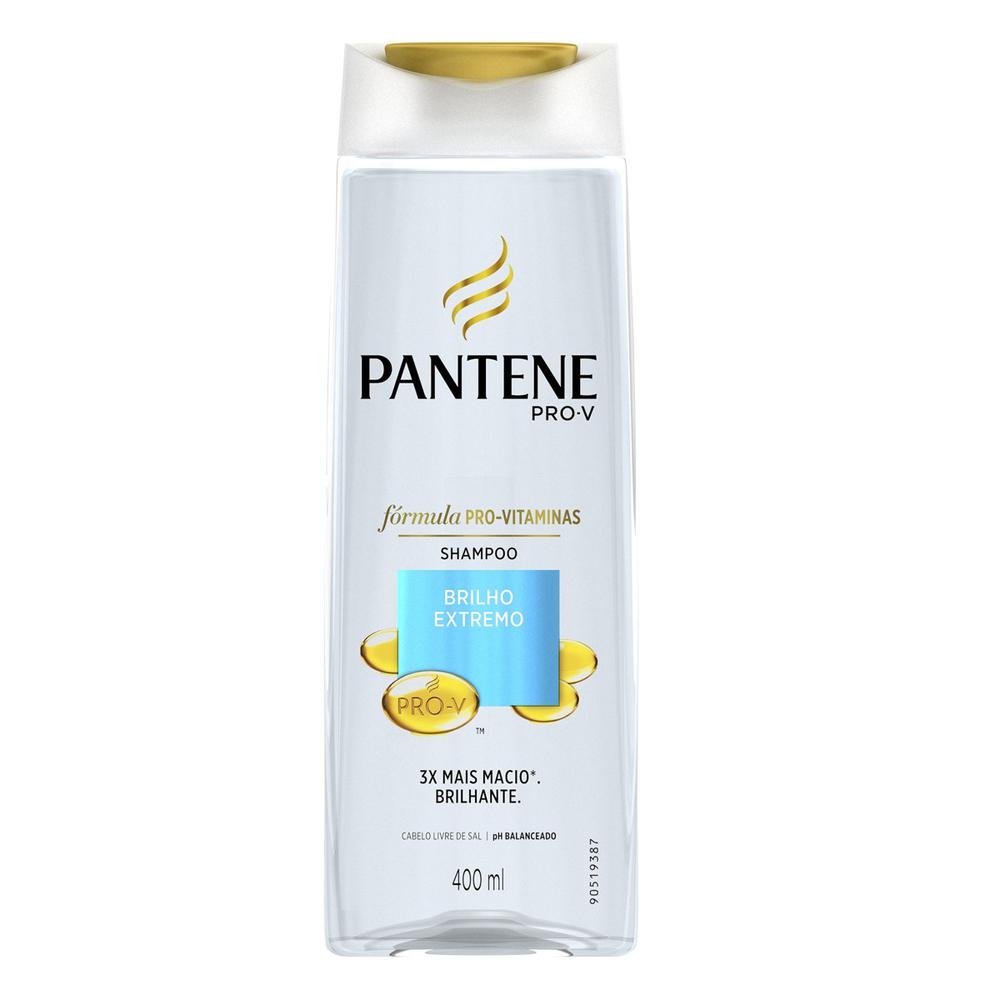 PANTENE
PRO-V
fórmula PRO-VITAMINAS
SHAMPOO
BRILHO
EXTREMO
PRO-V
TM
3X MAIS MACIO*.
BRILHANTE.
CABELO LIVRE DE SAL | pH BALANCEADO
400 ml
90519387